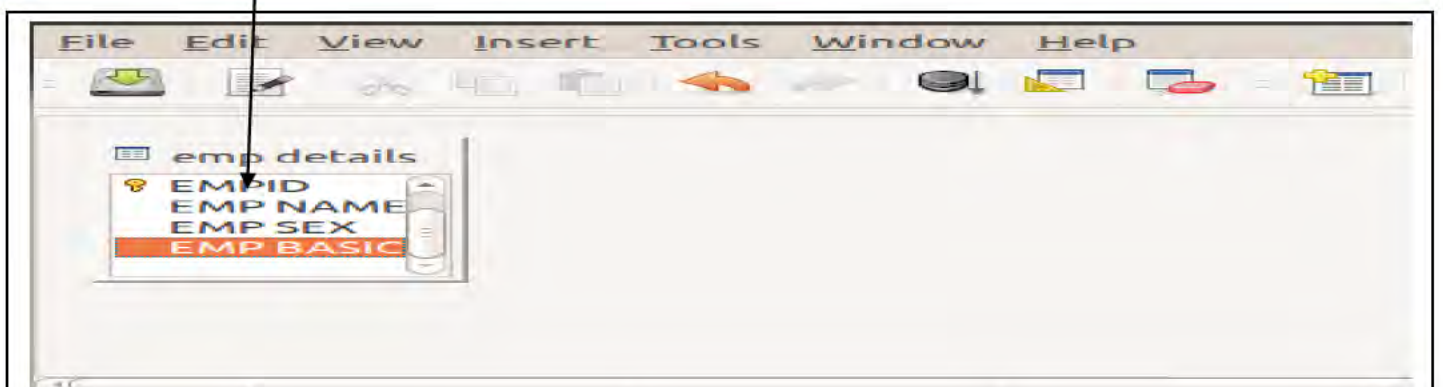 File Edit View Insert Tools Window Help
emp details
EMPID
EMP NAME
EMP SEX
EMP BASIC